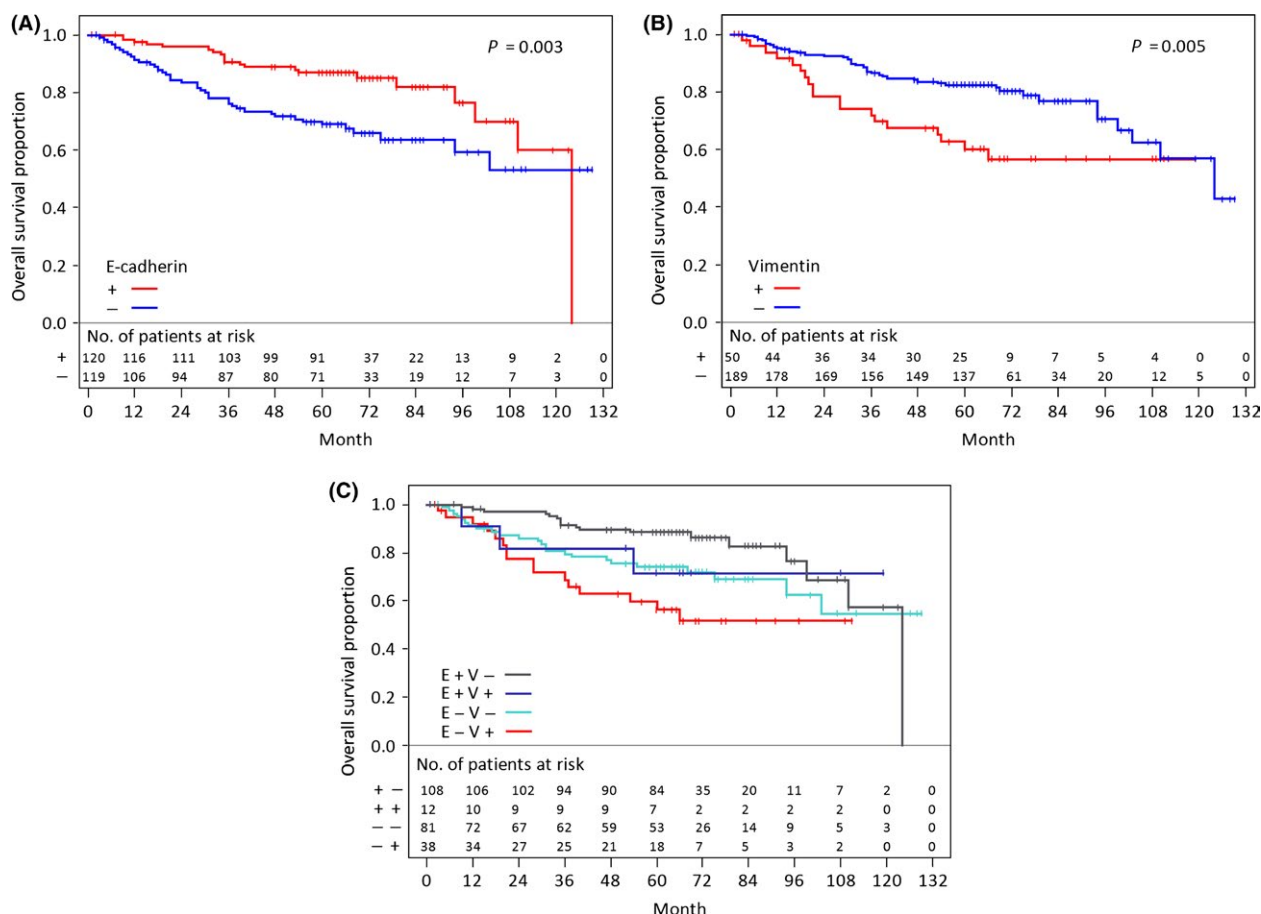 (A)
P = 0.003
Overall survival proportion
1.0
0.8
0.6
0.4
0.2
0.0
E-cadherin
+
–
No. of patients at risk
+ 120 116 111 103 99 91 37 22 13 9 2 0
– 119 106 94 87 80 71 33 19 12 7 3 0
0 12 24 36 48 60 72 84 96 108 120 132
Month
(B)
P = 0.005
Overall survival proportion
1.0
0.8
0.6
0.4
0.2
0.0
Vimentin
+
–
No. of patients at risk
+ 50 44 36 34 30 25 9 7 5 4 0 0
– 189 178 169 156 149 137 61 34 20 12 5 0
0 12 24 36 48 60 72 84 96 108 120 132
Month
(C)
Overall survival proportion
1.0
0.8
0.6
0.4
0.2
0.0
E + V –
E + V +
E – V –
E – V +
No. of patients at risk
+ – 108 106 102 94 90 84 35 20 11 7 2 0
+ + 12 10 9 9 9 7 2 2 2 2 0 0
– – 81 72 67 62 59 53 26 14 9 5 3 0
– + 38 34 27 25 21 18 7 5 3 2 0 0
0 12 24 36 48 60 72 84 96 108 120 132
Month